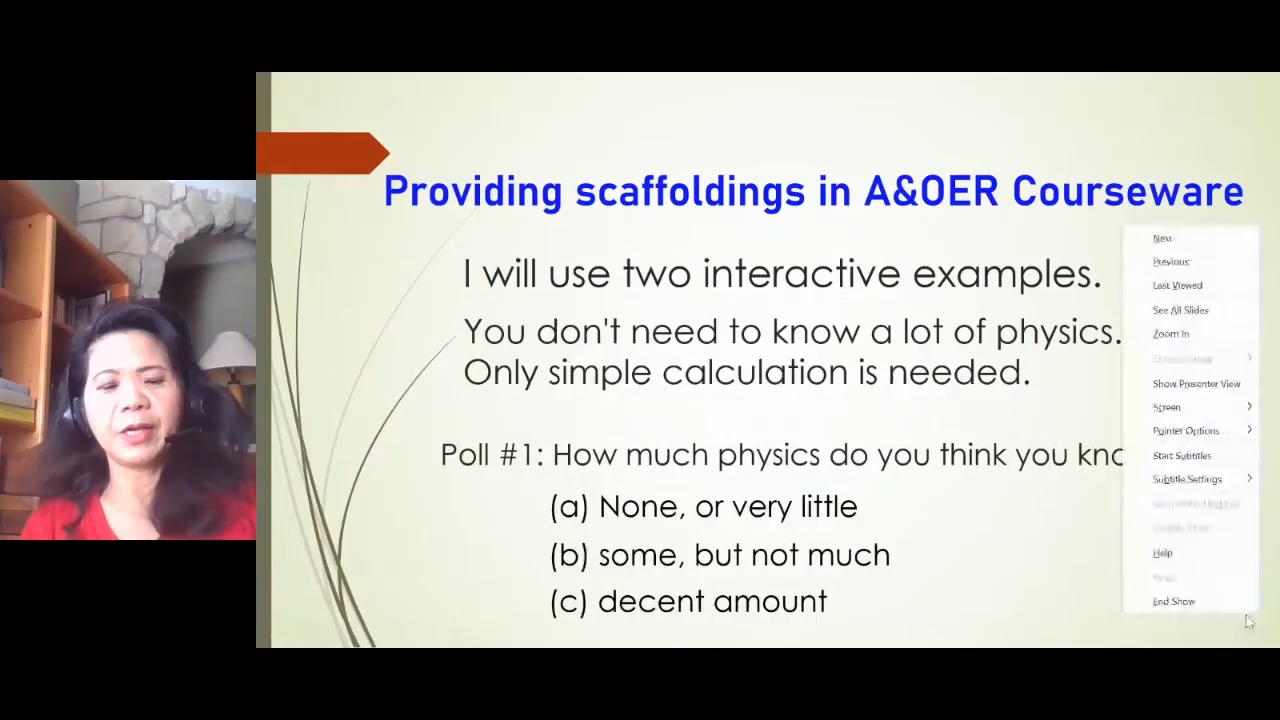 Providing scaffoldings in A&OER Courseware
I will use two interactive examples.
You don't need to know a lot of physics.
Only simple calculation is needed.
Poll #1: How much physics do you think you kno
(a) None, or very little
(b) some, but not much
(c) decent amount
Next
Previous
Last Viewed
See All Slides
Zoom In
Show Presenter View
Screen
Pointer Options
Start Subtitles
Subtitle Settings
Help
End Show